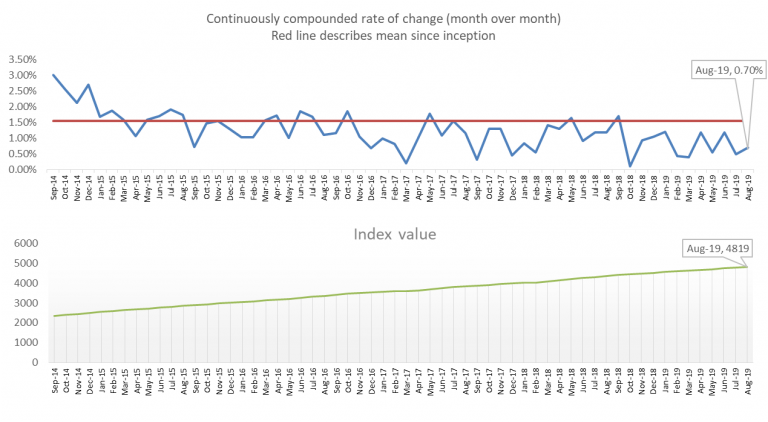 Continuously compounded rate of change (month over month)
Red line describes mean since inception
3.50%
3.00%
2.50%
2.00%
1.50%
1.00%
0.50%
0.00%
Aug-19, 0.70%
Sep-14 Oct-14 Nov-14 Dec-14 Jan-15 Feb-15 Mar-15 Apr-15 May-15 Jun-15 Jul-15 Aug-15 Sep-15 Oct-15 Nov-15 Dec-15 Jan-16 Feb-16 Mar-16 Apr-16 May-16 Jun-16 Jul-16 Aug-16 Sep-16 Oct-16 Nov-16 Dec-16 Jan-17 Feb-17 Mar-17 Apr-17 May-17 Jun-17 Jul-17 Aug-17 Sep-17 Oct-17 Nov-17 Dec-17 Jan-18 Feb-18 Mar-18 Apr-18 May-18 Jun-18 Jul-18 Aug-18 Sep-18 Oct-18 Nov-18 Dec-18 Jan-19 Feb-19 Mar-19 Apr-19 May-19 Jun-19 Jul-19 Aug-19
Index value
6000
5000
4000
3000
2000
1000
0
Aug-19, 4819
Sep-14 Oct-14 Nov-14 Dec-14 Jan-15 Feb-15 Mar-15 Apr-15 May-15 Jun-15 Jul-15 Aug-15 Sep-15 Oct-15 Nov-15 Dec-15 Jan-16 Feb-16 Mar-16 Apr-16 May-16 Jun-16 Jul-16 Aug-16 Sep-16 Oct-16 Nov-16 Dec-16 Jan-17 Feb-17 Mar-17 Apr-17 May-17 Jun-17 Jul-17 Aug-17 Sep-17 Oct-17 Nov-17 Dec-17 Jan-18 Feb-18 Mar-18 Apr-18 May-18 Jun-18 Jul-18 Aug-18 Sep-18 Oct-18 Nov-18 Dec-18 Jan-19 Feb-19 Mar-19 Apr-19 May-19 Jun-19 Jul-19 Aug-19